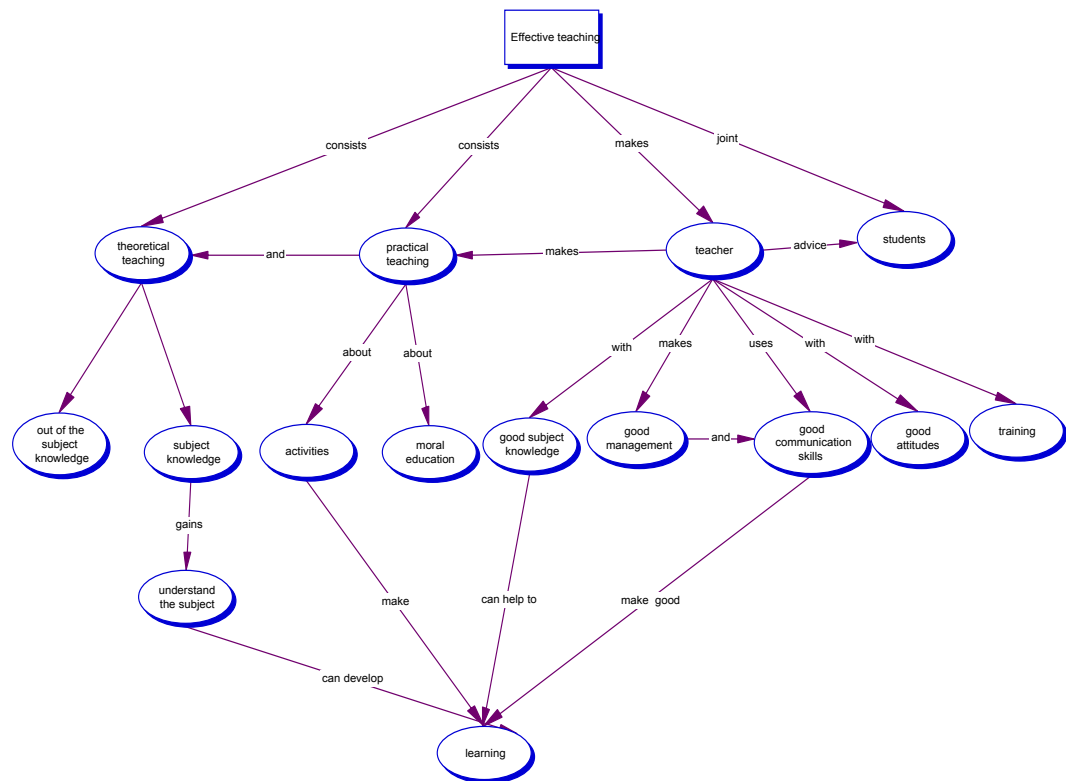 Effective teaching
consists
consists
makes
joint
theoretical
teaching
and
practical
teaching
makes
teacher
advice
students
about
about
with
makes
uses
with
with
out of the
subject
knowledge
subject
knowledge
activities
moral
education
good subject
knowledge
good
management
and
good
communication
skills
good
attitudes
training
gains
understand
the subject
make
can help to
make good
can develop
learning